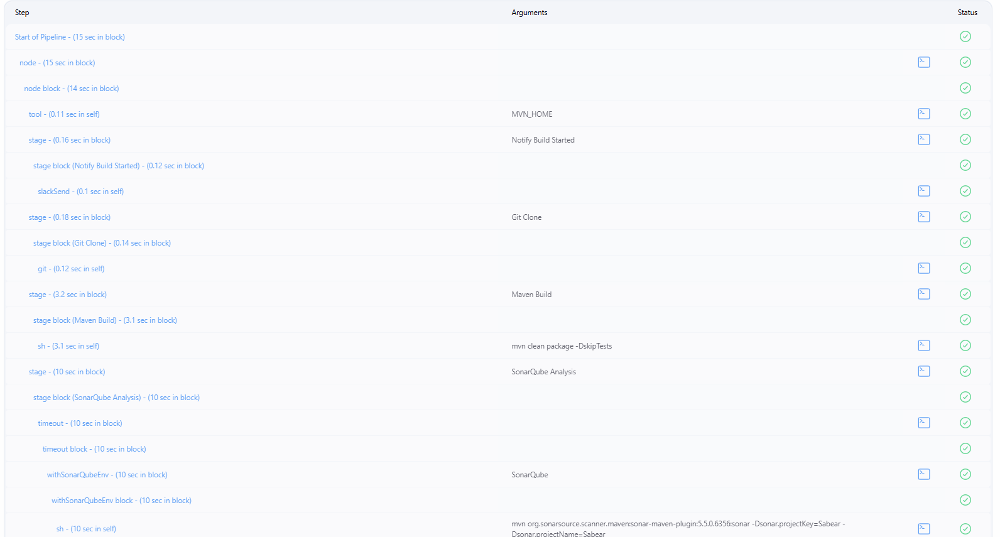 Step Arguments Status
Start of Pipeline - (15 sec in block)
node - (15 sec in block)
node block - (14 sec in block)
tool - (0.11 sec in self) MVN_HOME
stage - (0.16 sec in block) Notify Build Started
stage block (Notify Build Started) - (0.12 sec in block)
slackSend - (0.1 sec in self)
stage - (0.18 sec in block) Git Clone
stage block (Git Clone) - (0.14 sec in block)
git - (0.12 sec in self)
stage - (3.2 sec in block) Maven Build
stage block (Maven Build) - (3.1 sec in block)
sh - (3.1 sec in self) mvn clean package -DskipTests
stage - (10 sec in block) SonarQube Analysis
stage block (SonarQube Analysis) - (10 sec in block)
timeout - (10 sec in block)
timeout block - (10 sec in block)
withSonarQubeEnv - (10 sec in block) SonarQube
withSonarQubeEnv block - (10 sec in block)
sh - (10 sec in self) mvn org.sonarsource.scanner.maven:sonar-maven-plugin:5.5.0.6356:sonar -Dsonar.projectKey=Sabear -
Dsonar.projectName=Sabear